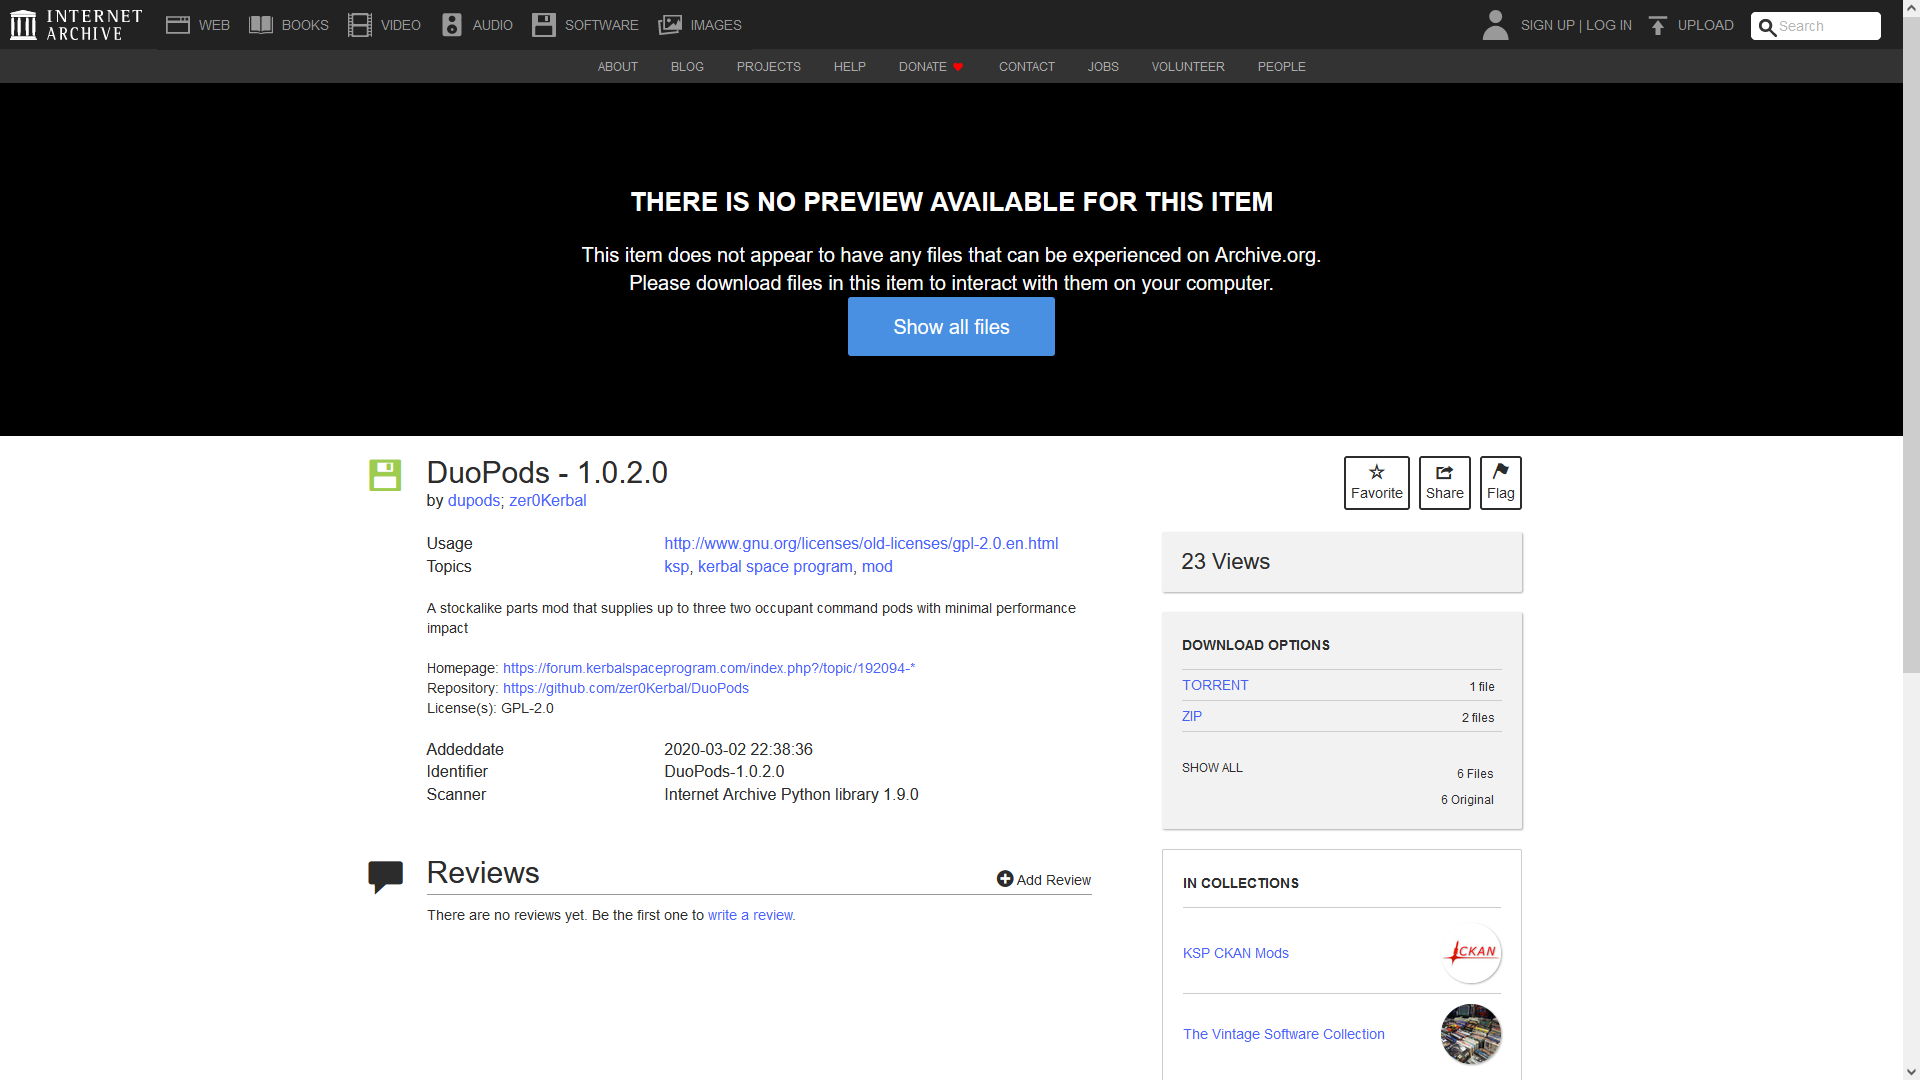 INTERNET
ARCHIVE
WEB
BOOKS
VIDEO
AUDIO
SOFTWARE
IMAGES
SIGN UP | LOG IN
UPLOAD
Search
ABOUT
BLOG
PROJECTS
HELP
DONATE
CONTACT
JOBS
VOLUNTEER
PEOPLE
THERE IS NO PREVIEW AVAILABLE FOR THIS ITEM
This item does not appear to have any files that can be experienced on Archive.org.
Please download files in this item to interact with them on your computer.
Show all files
DuoPods - 1.0.2.0
by dupods; zer0Kerbal
Favorite
Share
Flag
Usage http://www.gnu.org/licenses/old-licenses/gpl-2.0.en.html
Topics ksp, kerbal space program, mod
A stockalike parts mod that supplies up to three two occupant command pods with minimal performance
impact
Homepage: https://forum.kerbalspaceprogram.com/index.php?/topic/192094-*
Repository: https://github.com/zer0Kerbal/DuoPods
License(s): GPL-2.0
Addeddate 2020-03-02 22:38:36
Identifier DuoPods-1.0.2.0
Scanner Internet Archive Python library 1.9.0
Reviews
Add Review
There are no reviews yet. Be the first one to write a review.
23 Views
DOWNLOAD OPTIONS
TORRENT 1 file
ZIP 2 files
SHOW ALL 6 Files
6 Original
IN COLLECTIONS
KSP CKAN Mods
CKAN
The Vintage Software Collection